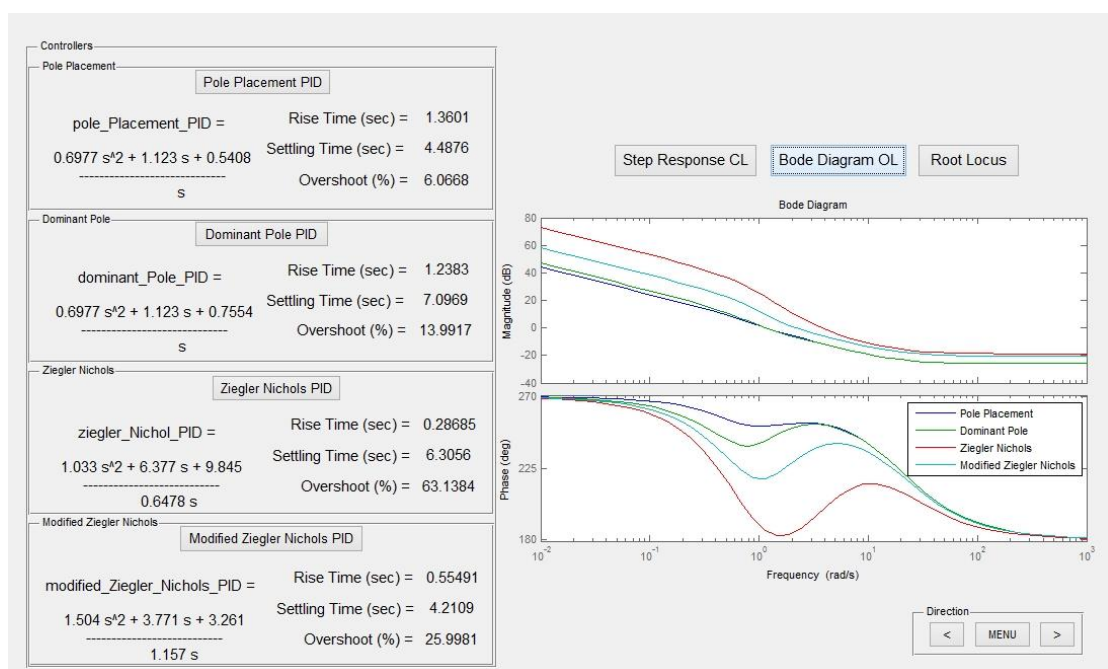 Controllers
Pole Placement
Pole Placement PID
pole_Placement_PID =
0.6977 s^2 + 1.123 s + 0.5408
-----------------------------
s
Rise Time (sec) = 1.3601
Settling Time (sec) = 4.4876
Overshoot (%) = 6.0668
Dominant Pole
Dominant Pole PID
dominant_Pole_PID =
0.6977 s^2 + 1.123 s + 0.7554
-----------------------------
s
Rise Time (sec) = 1.2383
Settling Time (sec) = 7.0969
Overshoot (%) = 13.9917
Ziegler Nichols
Ziegler Nichols PID
ziegler_Nichol_PID =
1.033 s^2 + 6.377 s + 9.845
---------------------------
0.6478 s
Rise Time (sec) = 0.28685
Settling Time (sec) = 6.3056
Overshoot (%) = 63.1384
Modified Ziegler Nichols
Modified Ziegler Nichols PID
modified_Ziegler_Nichols_PID =
1.504 s^2 + 3.771 s + 3.261
---------------------------
1.157 s
Rise Time (sec) = 0.55491
Settling Time (sec) = 4.2109
Overshoot (%) = 25.9981
Step Response CL
Bode Diagram OL
Root Locus
Bode Diagram
Magnitude (dB)
80
60
40
20
0
-20
-40
Phase (deg)
270
225
180
Pole Placement
Dominant Pole
Ziegler Nichols
Modified Ziegler Nichols
10^-2 10^-1 10^0 10^1 10^2 10^3
Frequency (rad/s)
Direction
< MENU >